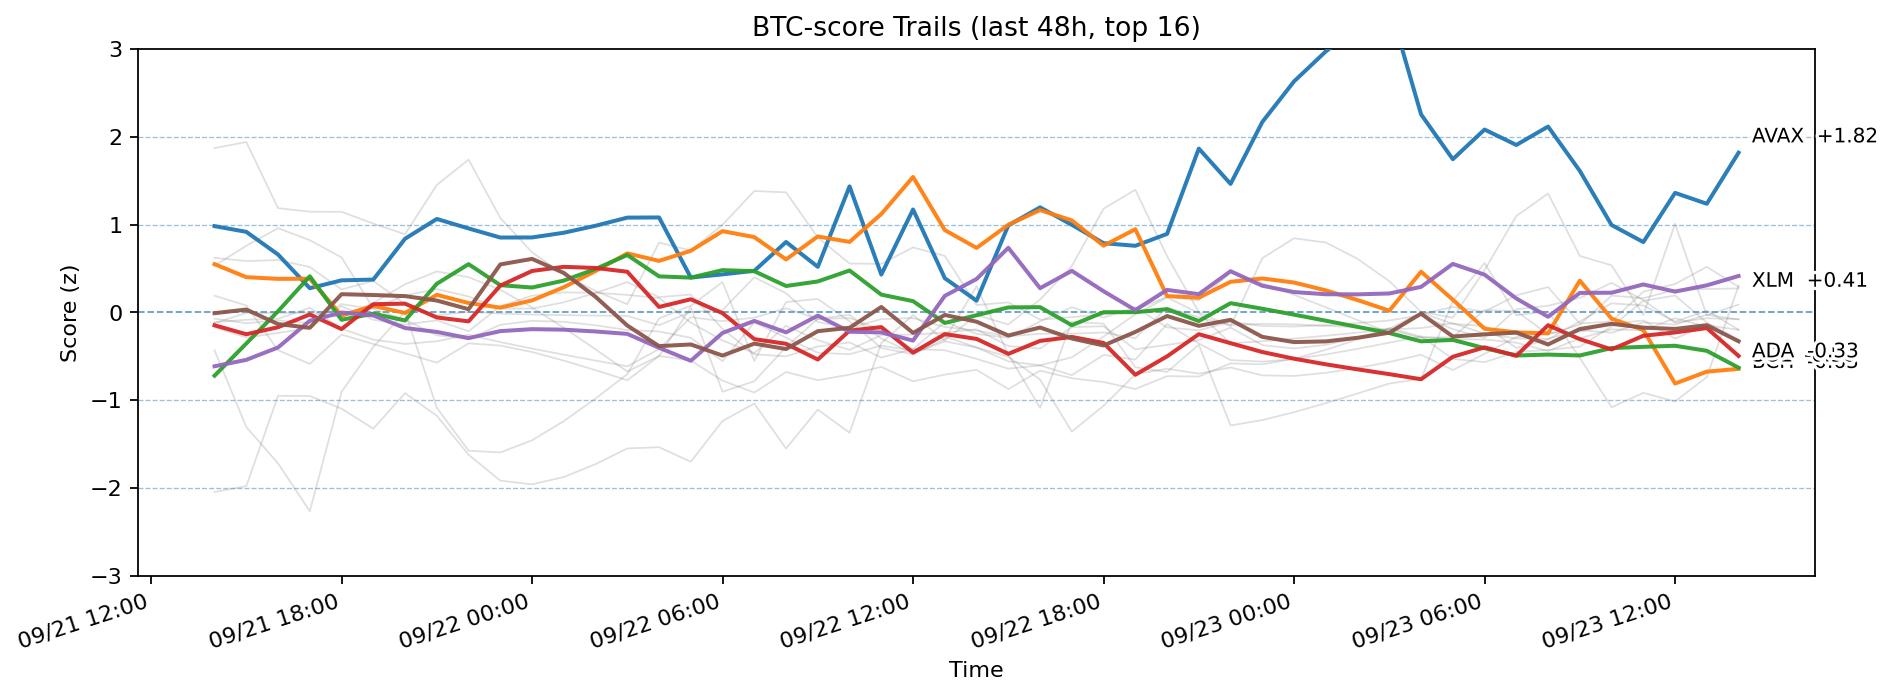 BTC-score Trails (last 48h, top 16)
Score (z)
3
2
1
0
−1
−2
−3
AVAX +1.82
XLM +0.41
ADA -0.33
09/21 12:00
09/21 18:00
09/22 00:00
09/22 06:00
09/22 12:00
09/22 18:00
09/23 00:00
09/23 06:00
09/23 12:00
Time